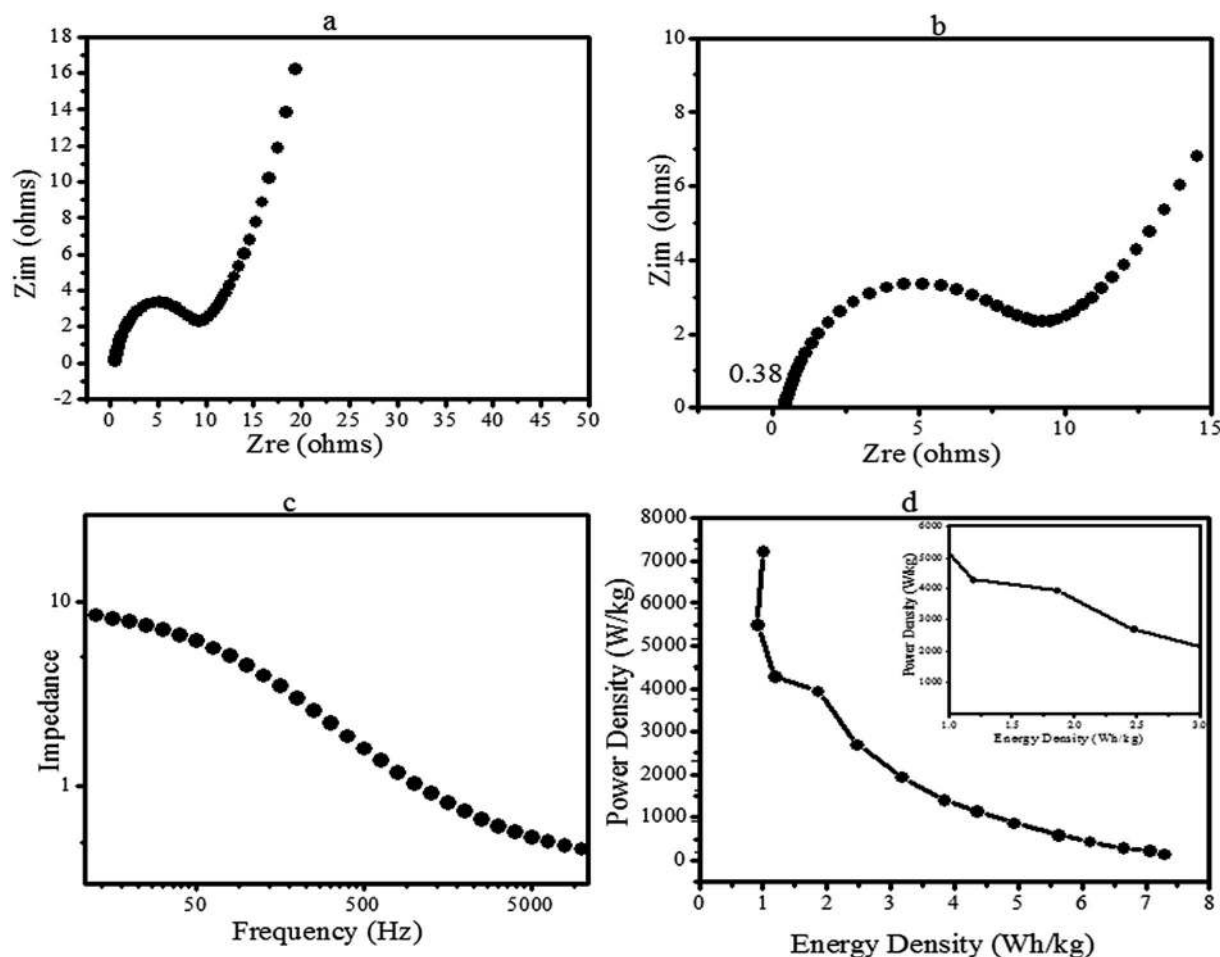 a
18
16
14
12
10
8
6
4
2
0
-2
Zim (ohms)
0 5 10 15 20 25 30 35 40 45 50
Zre (ohms)
b
10
8
6
4
2
0
Zim (ohms)
0.38
0 5 10 15
Zre (ohms)
c
10
1
Impedance
50 500 5000
Frequency (Hz)
d
8000
7000
6000
5000
4000
3000
2000
1000
0
Power Density (W/kg)
0 1 2 3 4 5 6 7 8
Energy Density (Wh/kg)
6000
5000
4000
3000
2000
1000
Power Density (W/kg)
1.0 1.5 2.0 2.5 3.0
Energy Density (Wh/kg)